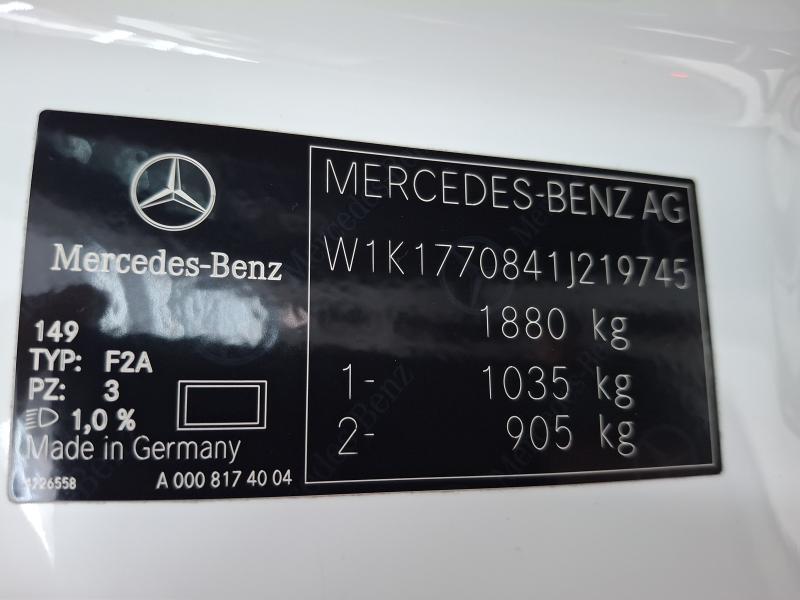 Mercedes-Benz
149
TYP: F2A
PZ: 3
1,0 %
Made in Germany
4226558
A 000 817 40 04
MERCEDES-BENZ AG
W1K1770841J219745
1880 kg
1- 1035 kg
2- 905 kg